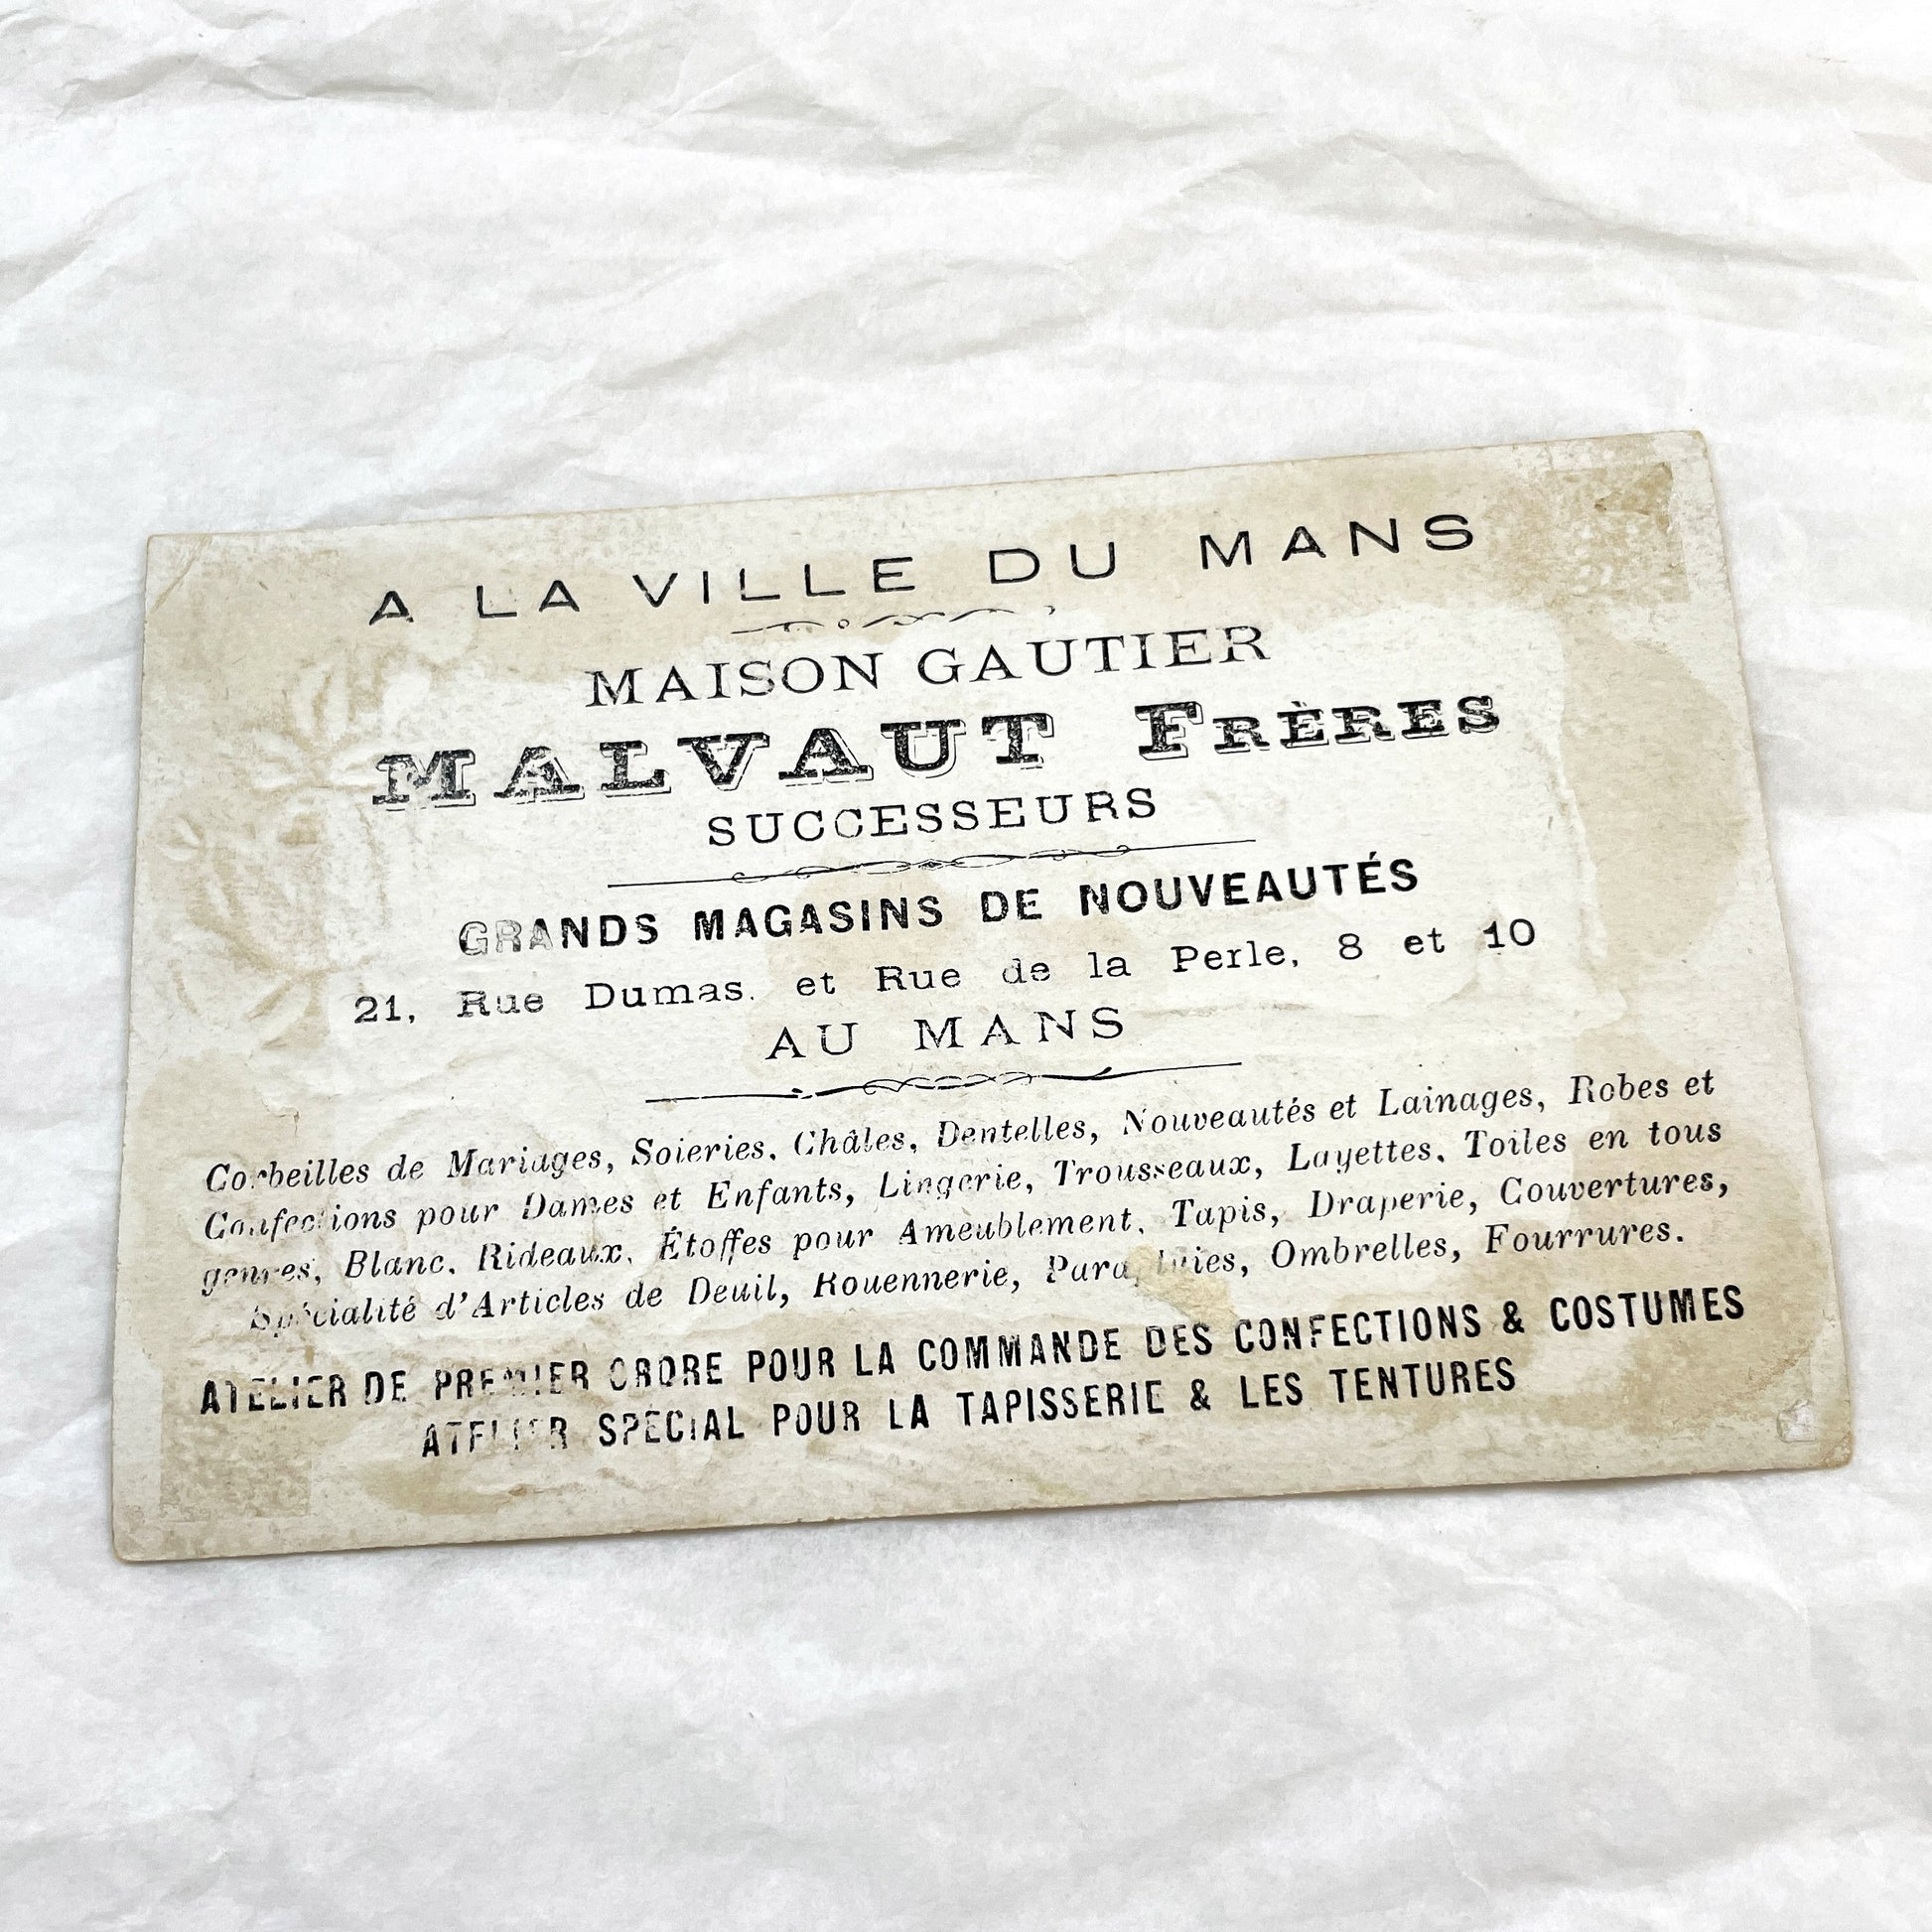 A LA VILLE DU MANS
MAISON GAUTIER
MALVAUT FRÈRES
SUCCESSEURS
GRANDS MAGASINS DE NOUVEAUTÉS
21, Rue Dumas. et Rue de la Perle, 8 et 10
AU MANS
Corbeilles de Mariages, Soieries, Châles, Dentelles, Nouveautés et Lainages, Robes et
Confections pour Dames et Enfants, Lingerie, Trousseaux, Layettes, Toiles en tous
genres, Blanc, Rideaux, Étoffes pour Ameublement, Tapis, Draperie, Couvertures,
Spécialité d'Articles de Deuil, Rouennerie, Parapluies, Ombrelles, Fourrures.
ATELIER DE PREMIER ORDRE POUR LA COMMANDE DES CONFECTIONS & COSTUMES
ATELIER SPECIAL POUR LA TAPISSERIE & LES TENTURES